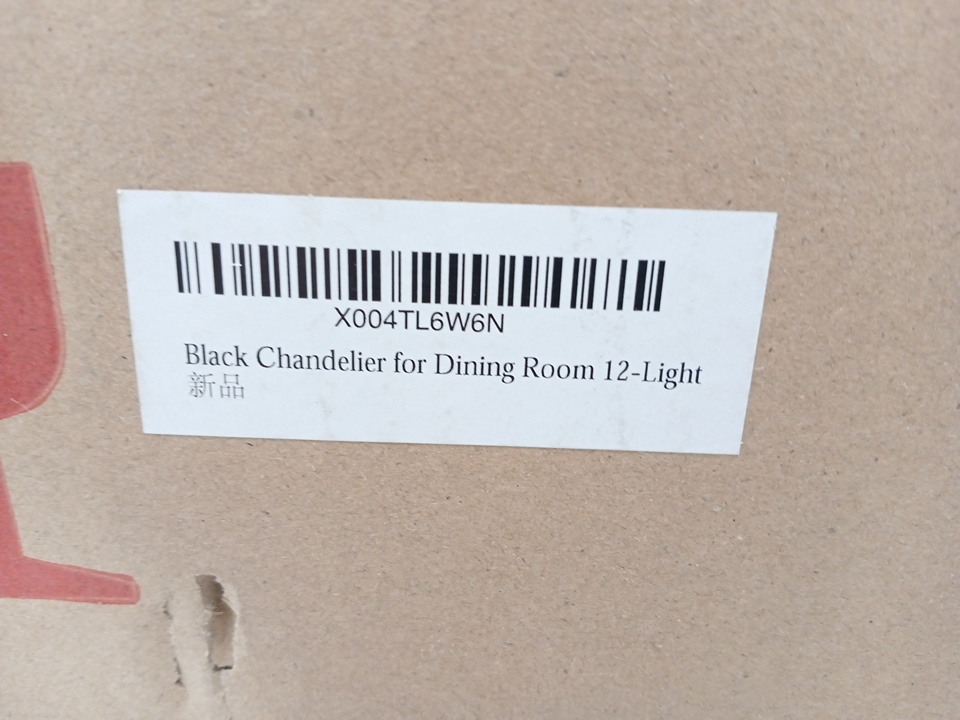 X004TL6W6N
Black Chandelier for Dining Room 12-Light
新品